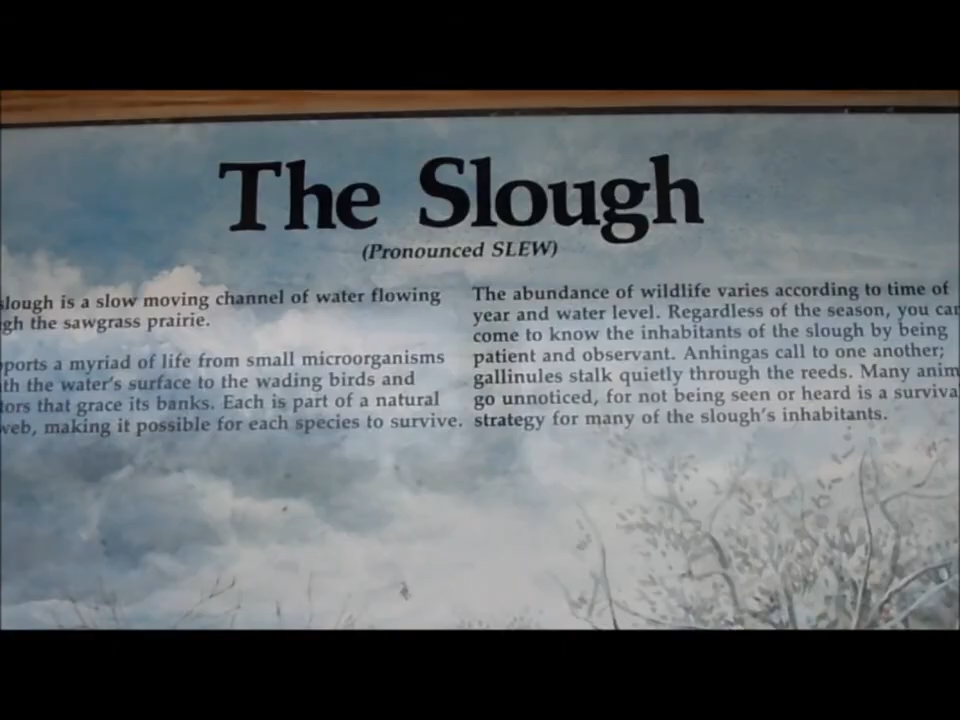 The Slough
(Pronounced SLEW)
slough is a slow moving channel of water flowing
gh the sawgrass prairie.
ports a myriad of life from small microorganisms
th the water's surface to the wading birds and
tors that grace its banks. Each is part of a natural
web, making it possible for each species to survive.
The abundance of wildlife varies according to time of
year and water level. Regardless of the season, you can
come to know the inhabitants of the slough by being
patient and observant. Anhingas call to one another;
gallinules stalk quietly through the reeds. Many anim
go unnoticed, for not being seen or heard is a surviva
strategy for many of the slough's inhabitants.